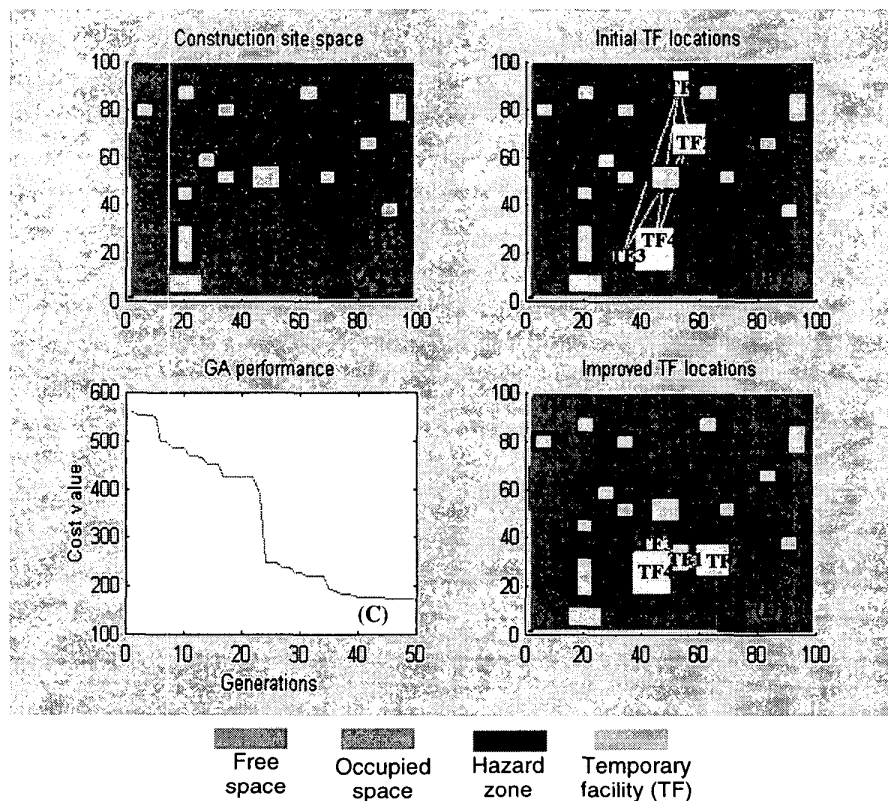 Construction site space
100
80
60
40
20
0
0 20 40 60 80 100
Initial TF locations
100
80
60
40
20
0
0 20 40 60 80 100
TF2
TF3
TF4
GA performance
600
500
400
300
200
100
Cost value
0 10 20 30 40 50
Generations
(C)
Improved TF locations
100
80
60
40
20
0
0 20 40 60 80 100
TF4
TF1
TF
Free space
Occupied space
Hazard zone
Temporary facility (TF)